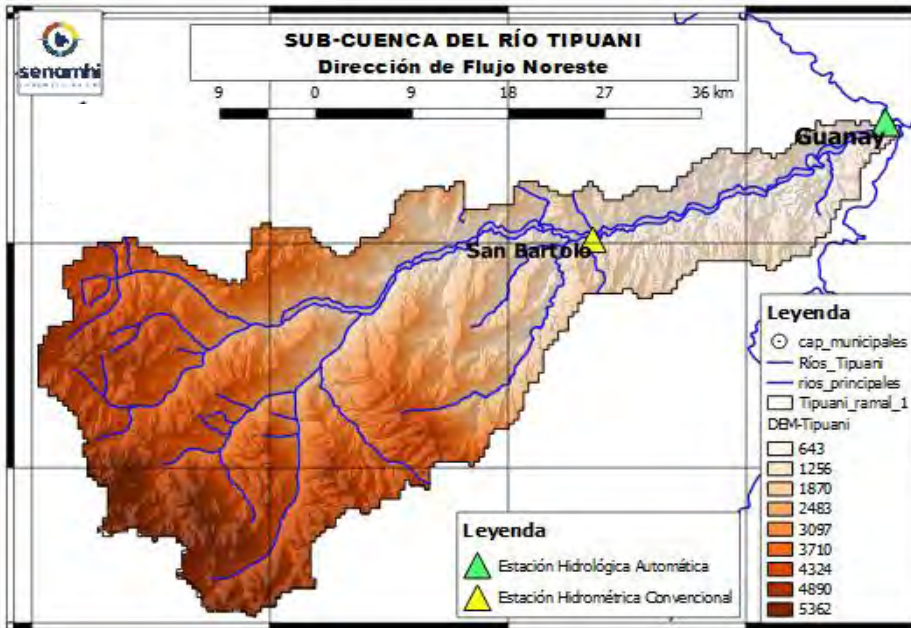 senamhi
SUB-CUENCA DEL RÍO TIPUANI
Dirección de Flujo Noreste
9 0 9 18 27 36 km
Guanay
San Bartolo
Leyenda
cap_municipales
Ríos_Tipuani
rios_principales
Tipuani_ramal_1
DEM-Tipuani
643
1256
1870
2483
3097
3710
4324
4890
5362
Leyenda
Estación Hidrológica Automática
Estación Hidrométrica Convencional